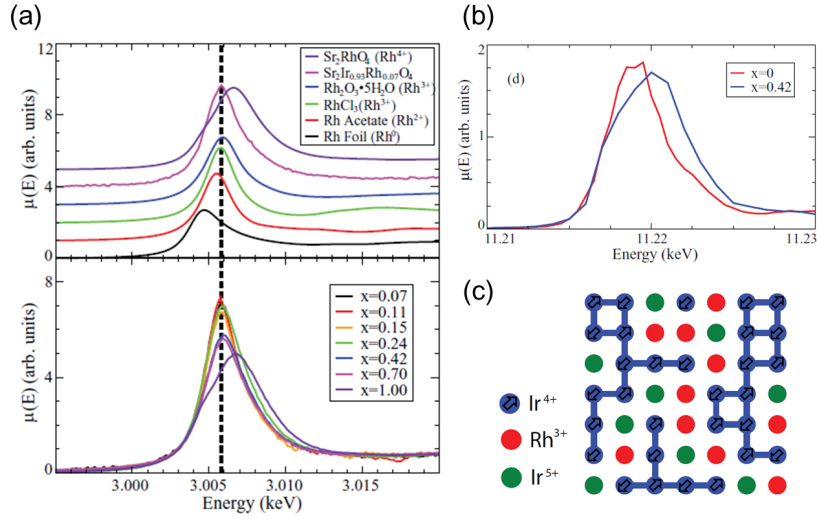 (a)
12
8
4
0
μ(E) (arb. units)
Sr₂RhO₄ (Rh⁴⁺)
Sr₂Ir₀.₉₃Rh₀.₀₇O₄
Rh₂O₃•5H₂O (Rh³⁺)
RhCl₃(Rh³⁺)
Rh Acetate (Rh²⁺)
Rh Foil (Rh⁰)
8
4
0
μ(E) (arb. units)
x=0.07
x=0.11
x=0.15
x=0.24
x=0.42
x=0.70
x=1.00
3.000 3.005 3.010 3.015
Energy (keV)
(b)
2
1
0
μ(E) (arb. units)
(d)
x=0
x=0.42
11.21 11.22 11.23
Energy (keV)
(c)
Ir⁴⁺
Rh³⁺
Ir⁵⁺